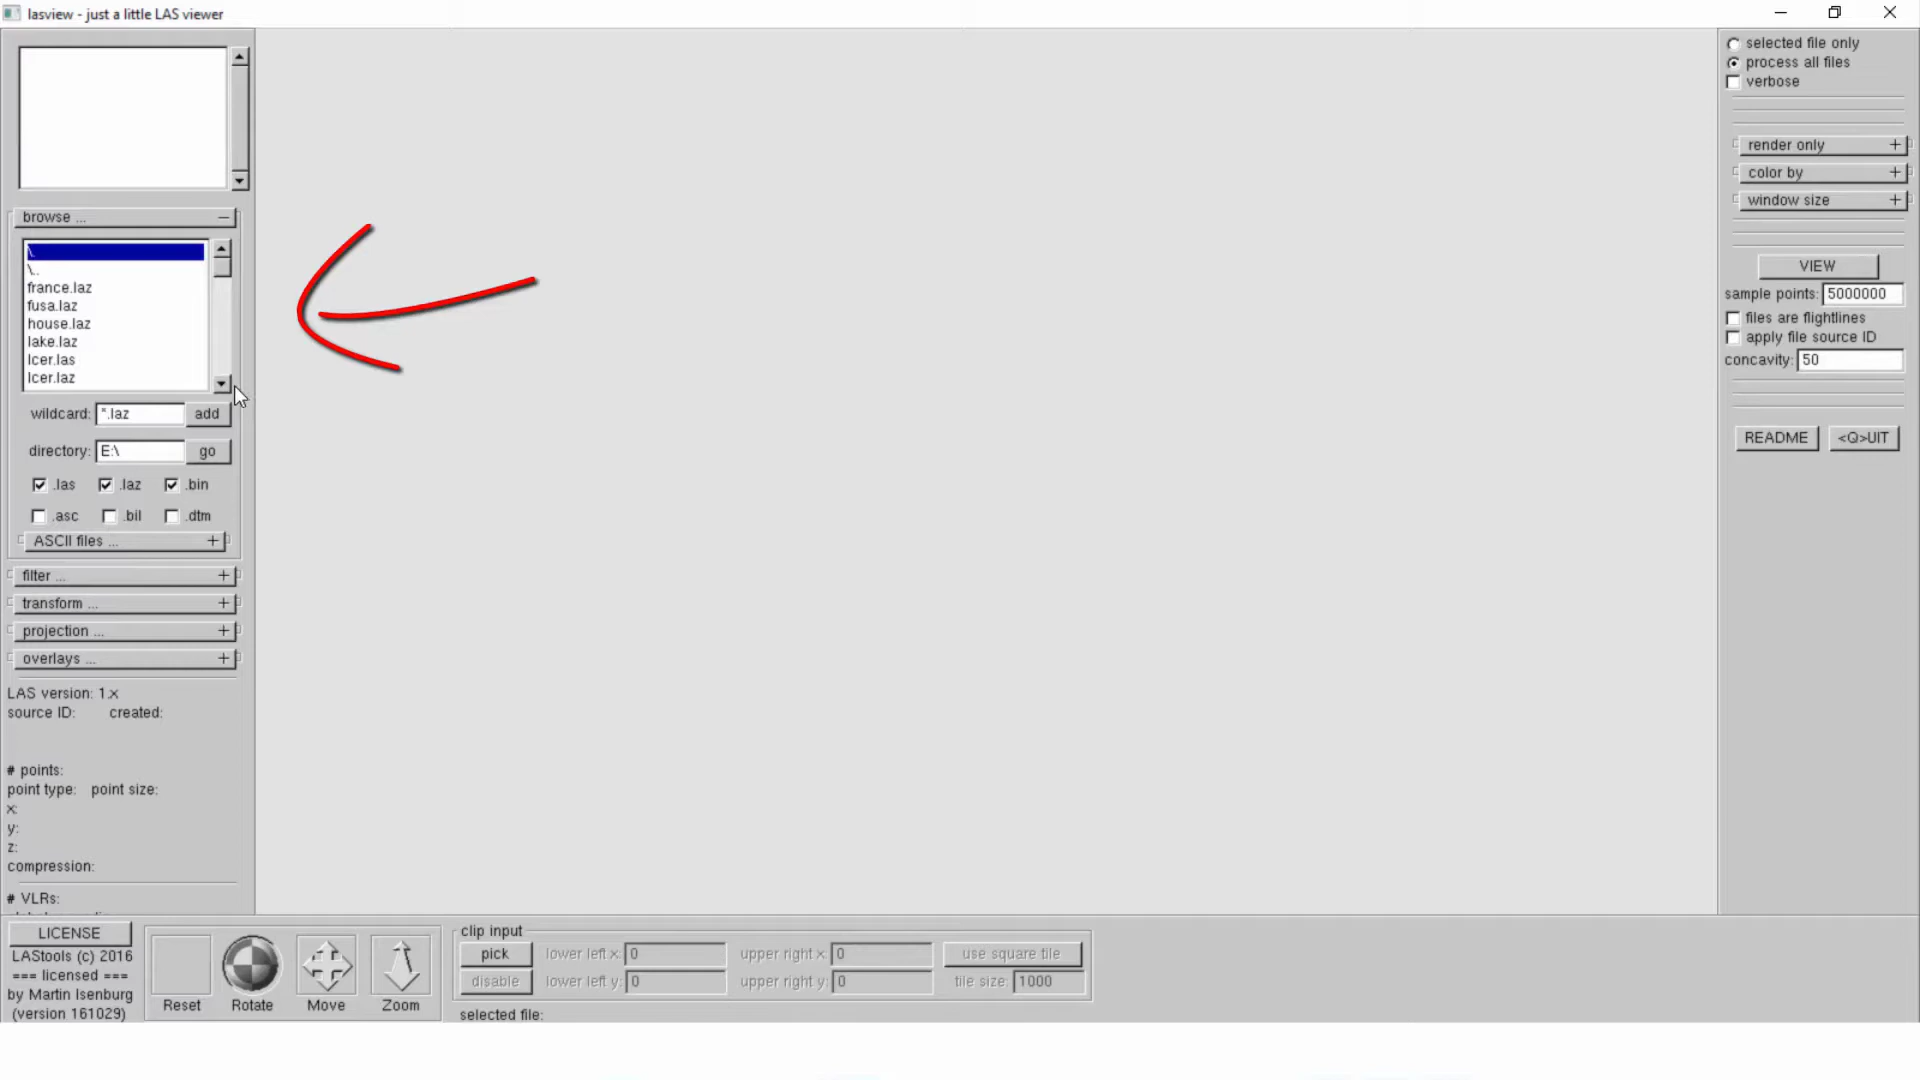 lasview - just a little LAS viewer
browse ...
\.
\..
france.laz
fusa.laz
house.laz
lake.laz
lcer.las
lcer.laz
wildcard: *.laz add
directory: E:\ go
.las .laz .bin
.asc .bil .dtm
ASCII files ...
filter ...
transform ...
projection ...
overlays ...
LAS version: 1.x
source ID: created:
# points:
point type: point size:
x:
y:
z:
compression:
# VLRs:
LICENSE
LAStools (c) 2016
=== licensed ===
by Martin Isenburg
(version 161029)
Reset Rotate Move Zoom
clip input
pick lower left x: 0 upper right x: 0 use square tile
disable lower left y: 0 upper right y: 0 tile size: 1000
selected file:
selected file only
process all files
verbose
render only
color by
window size
VIEW
sample points: 5000000
files are flightlines
apply file source ID
concavity: 50
README <Q>UIT